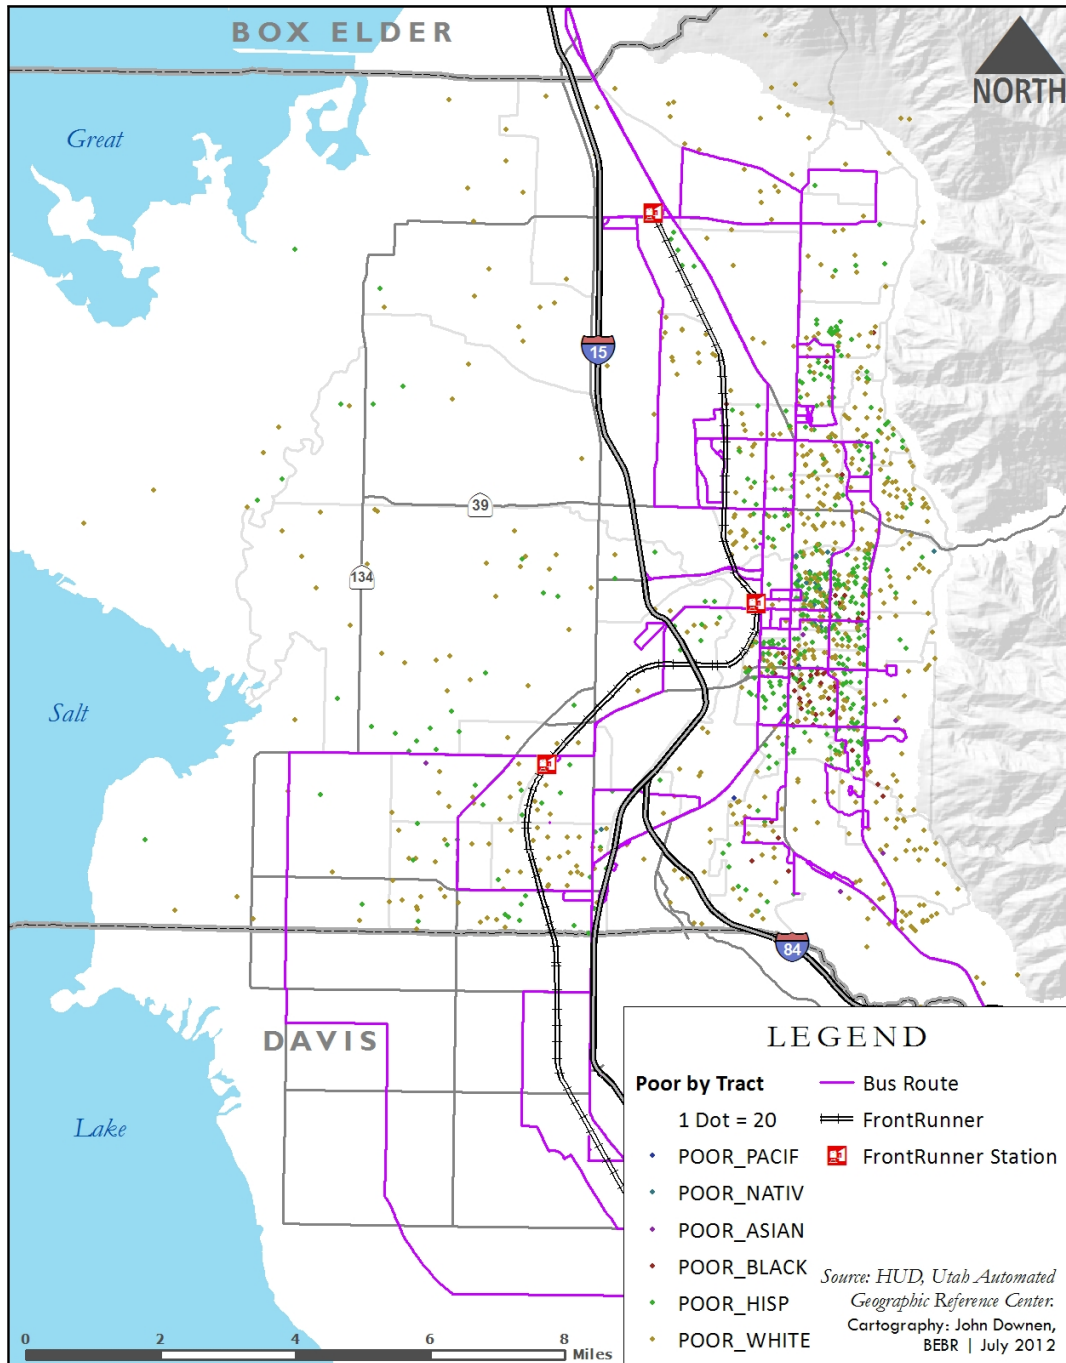 BOX ELDER
NORTH
Great
15
39
134
Salt
84
DAVIS
Lake
LEGEND
Poor by Tract
1 Dot = 20
POOR_PACIF
POOR_NATIV
POOR_ASIAN
POOR_BLACK
POOR_HISP
POOR_WHITE
Bus Route
FrontRunner
FrontRunner Station
Source: HUD, Utah Automated
Geographic Reference Center.
Cartography: John Downen,
BEBR | July 2012
0 2 4 6 8
Miles